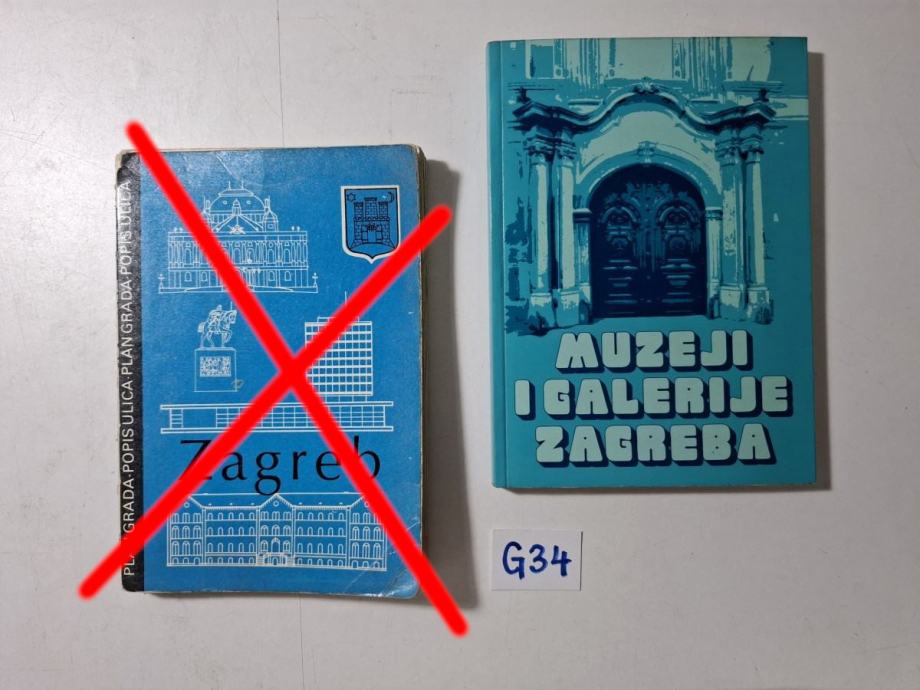 PLAN GRADA·POPIS ULICA·PLAN GRADA·POPIS ULICA
Zagreb
MUZEJI
I GALERIJE
ZAGREBA
G34